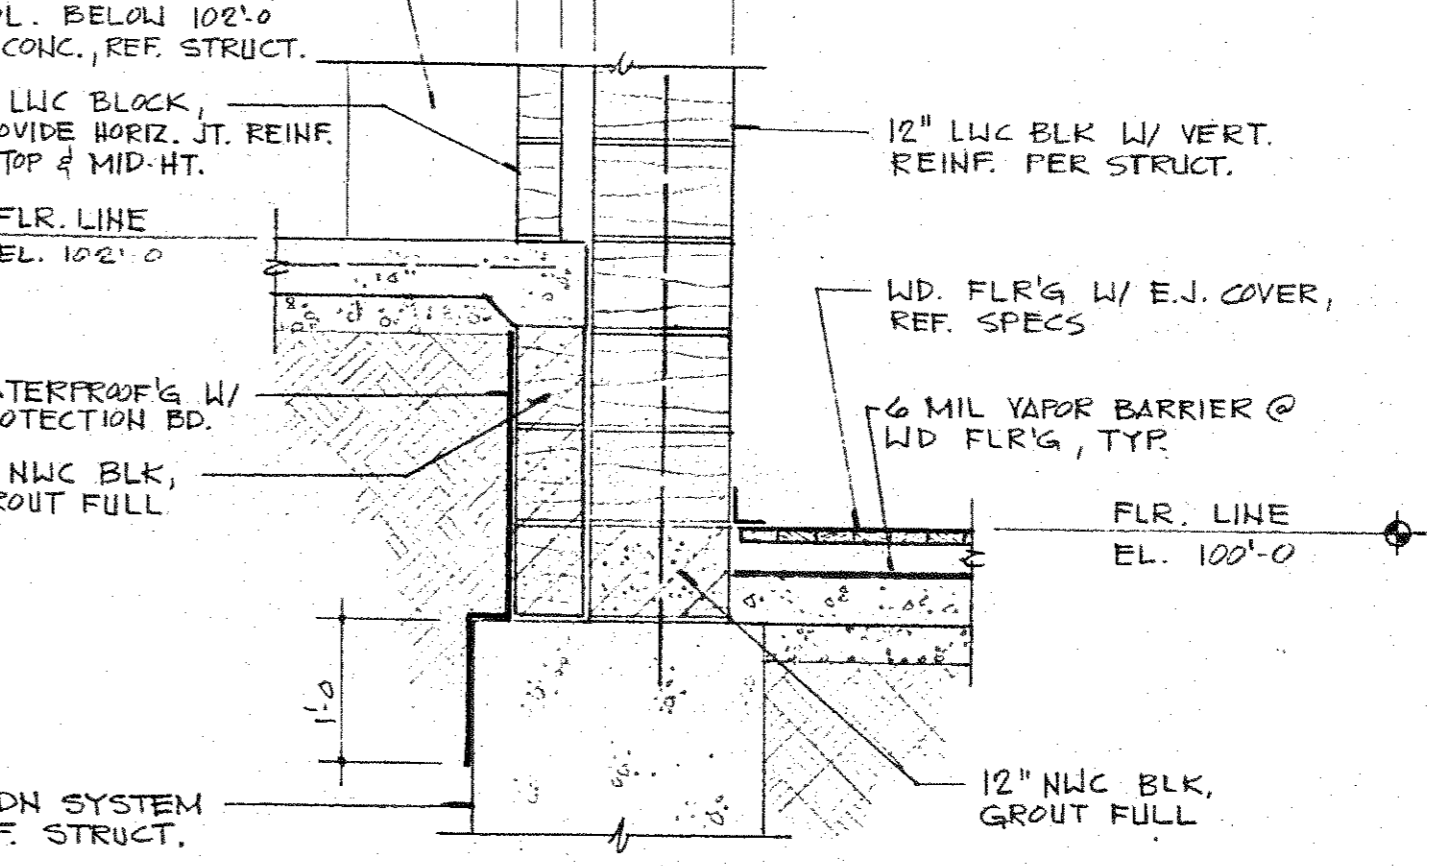 PL. BELOW 102'-0
CONC., REF. STRUCT.
LWC BLOCK,
OVIDE HORIZ. JT. REINF.
TOP & MID-HT.
FLR. LINE
EL. 102'-0
ATERPROOF'G W/
OTECTION BD.
NWC BLK,
ROUT FULL
1'-0
DN SYSTEM
F. STRUCT.
12" LWC BLK W/ VERT.
REINF. PER STRUCT.
WD. FLR'G W/ E.J. COVER,
REF. SPECS
6 MIL VAPOR BARRIER @
WD FLR'G, TYP.
FLR. LINE
EL. 100'-0
12" NWC BLK,
GROUT FULL